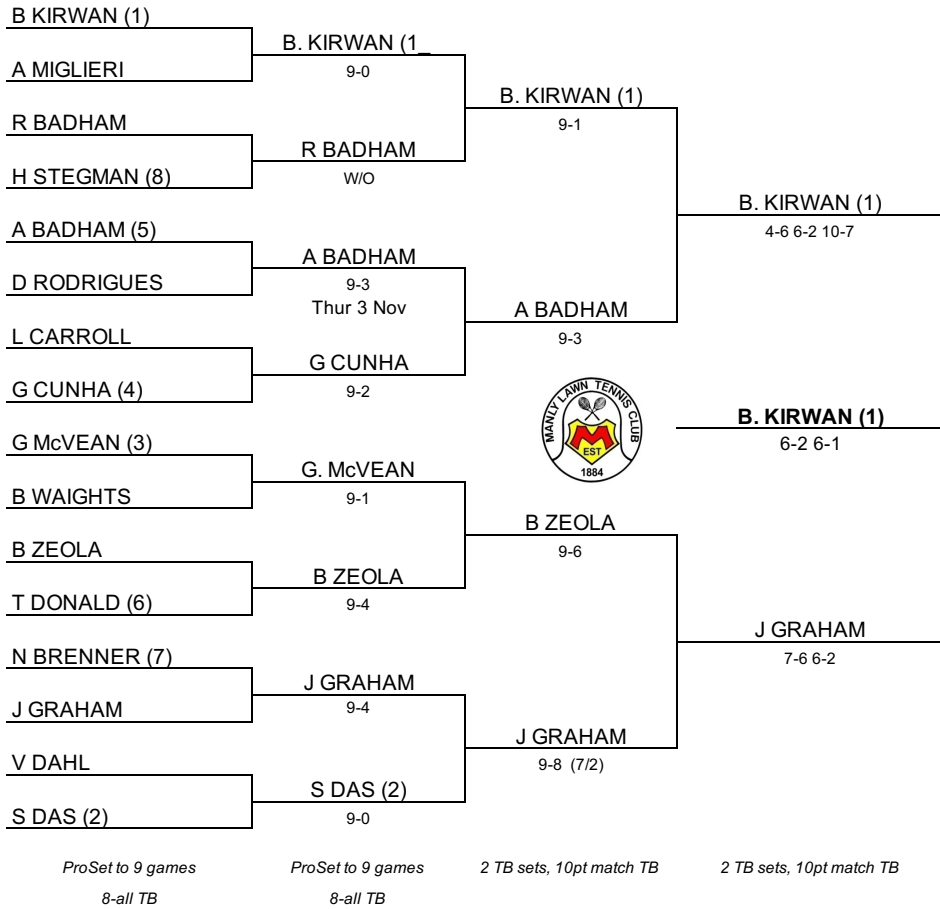 B KIRWAN (1)
A MIGLIERI
R BADHAM
H STEGMAN (8)
A BADHAM (5)
D RODRIGUES
L CARROLL
G CUNHA (4)
G McVEAN (3)
B WAIGHTS
B ZEOLA
T DONALD (6)
N BRENNER (7)
J GRAHAM
V DAHL
S DAS (2)
ProSet to 9 games
8-all TB
B. KIRWAN (1_
9-0
R BADHAM
W/O
A BADHAM
9-3
Thur 3 Nov
G CUNHA
9-2
G. McVEAN
9-1
B ZEOLA
9-4
J GRAHAM
9-4
S DAS (2)
9-0
ProSet to 9 games
8-all TB
B. KIRWAN (1)
9-1
A BADHAM
9-3
MANLY LAWN TENNIS CLUB
M
EST
1884
B ZEOLA
9-6
J GRAHAM
9-8 (7/2)
2 TB sets, 10pt match TB
B. KIRWAN (1)
4-6 6-2 10-7
B. KIRWAN (1)
6-2 6-1
J GRAHAM
7-6 6-2
2 TB sets, 10pt match TB